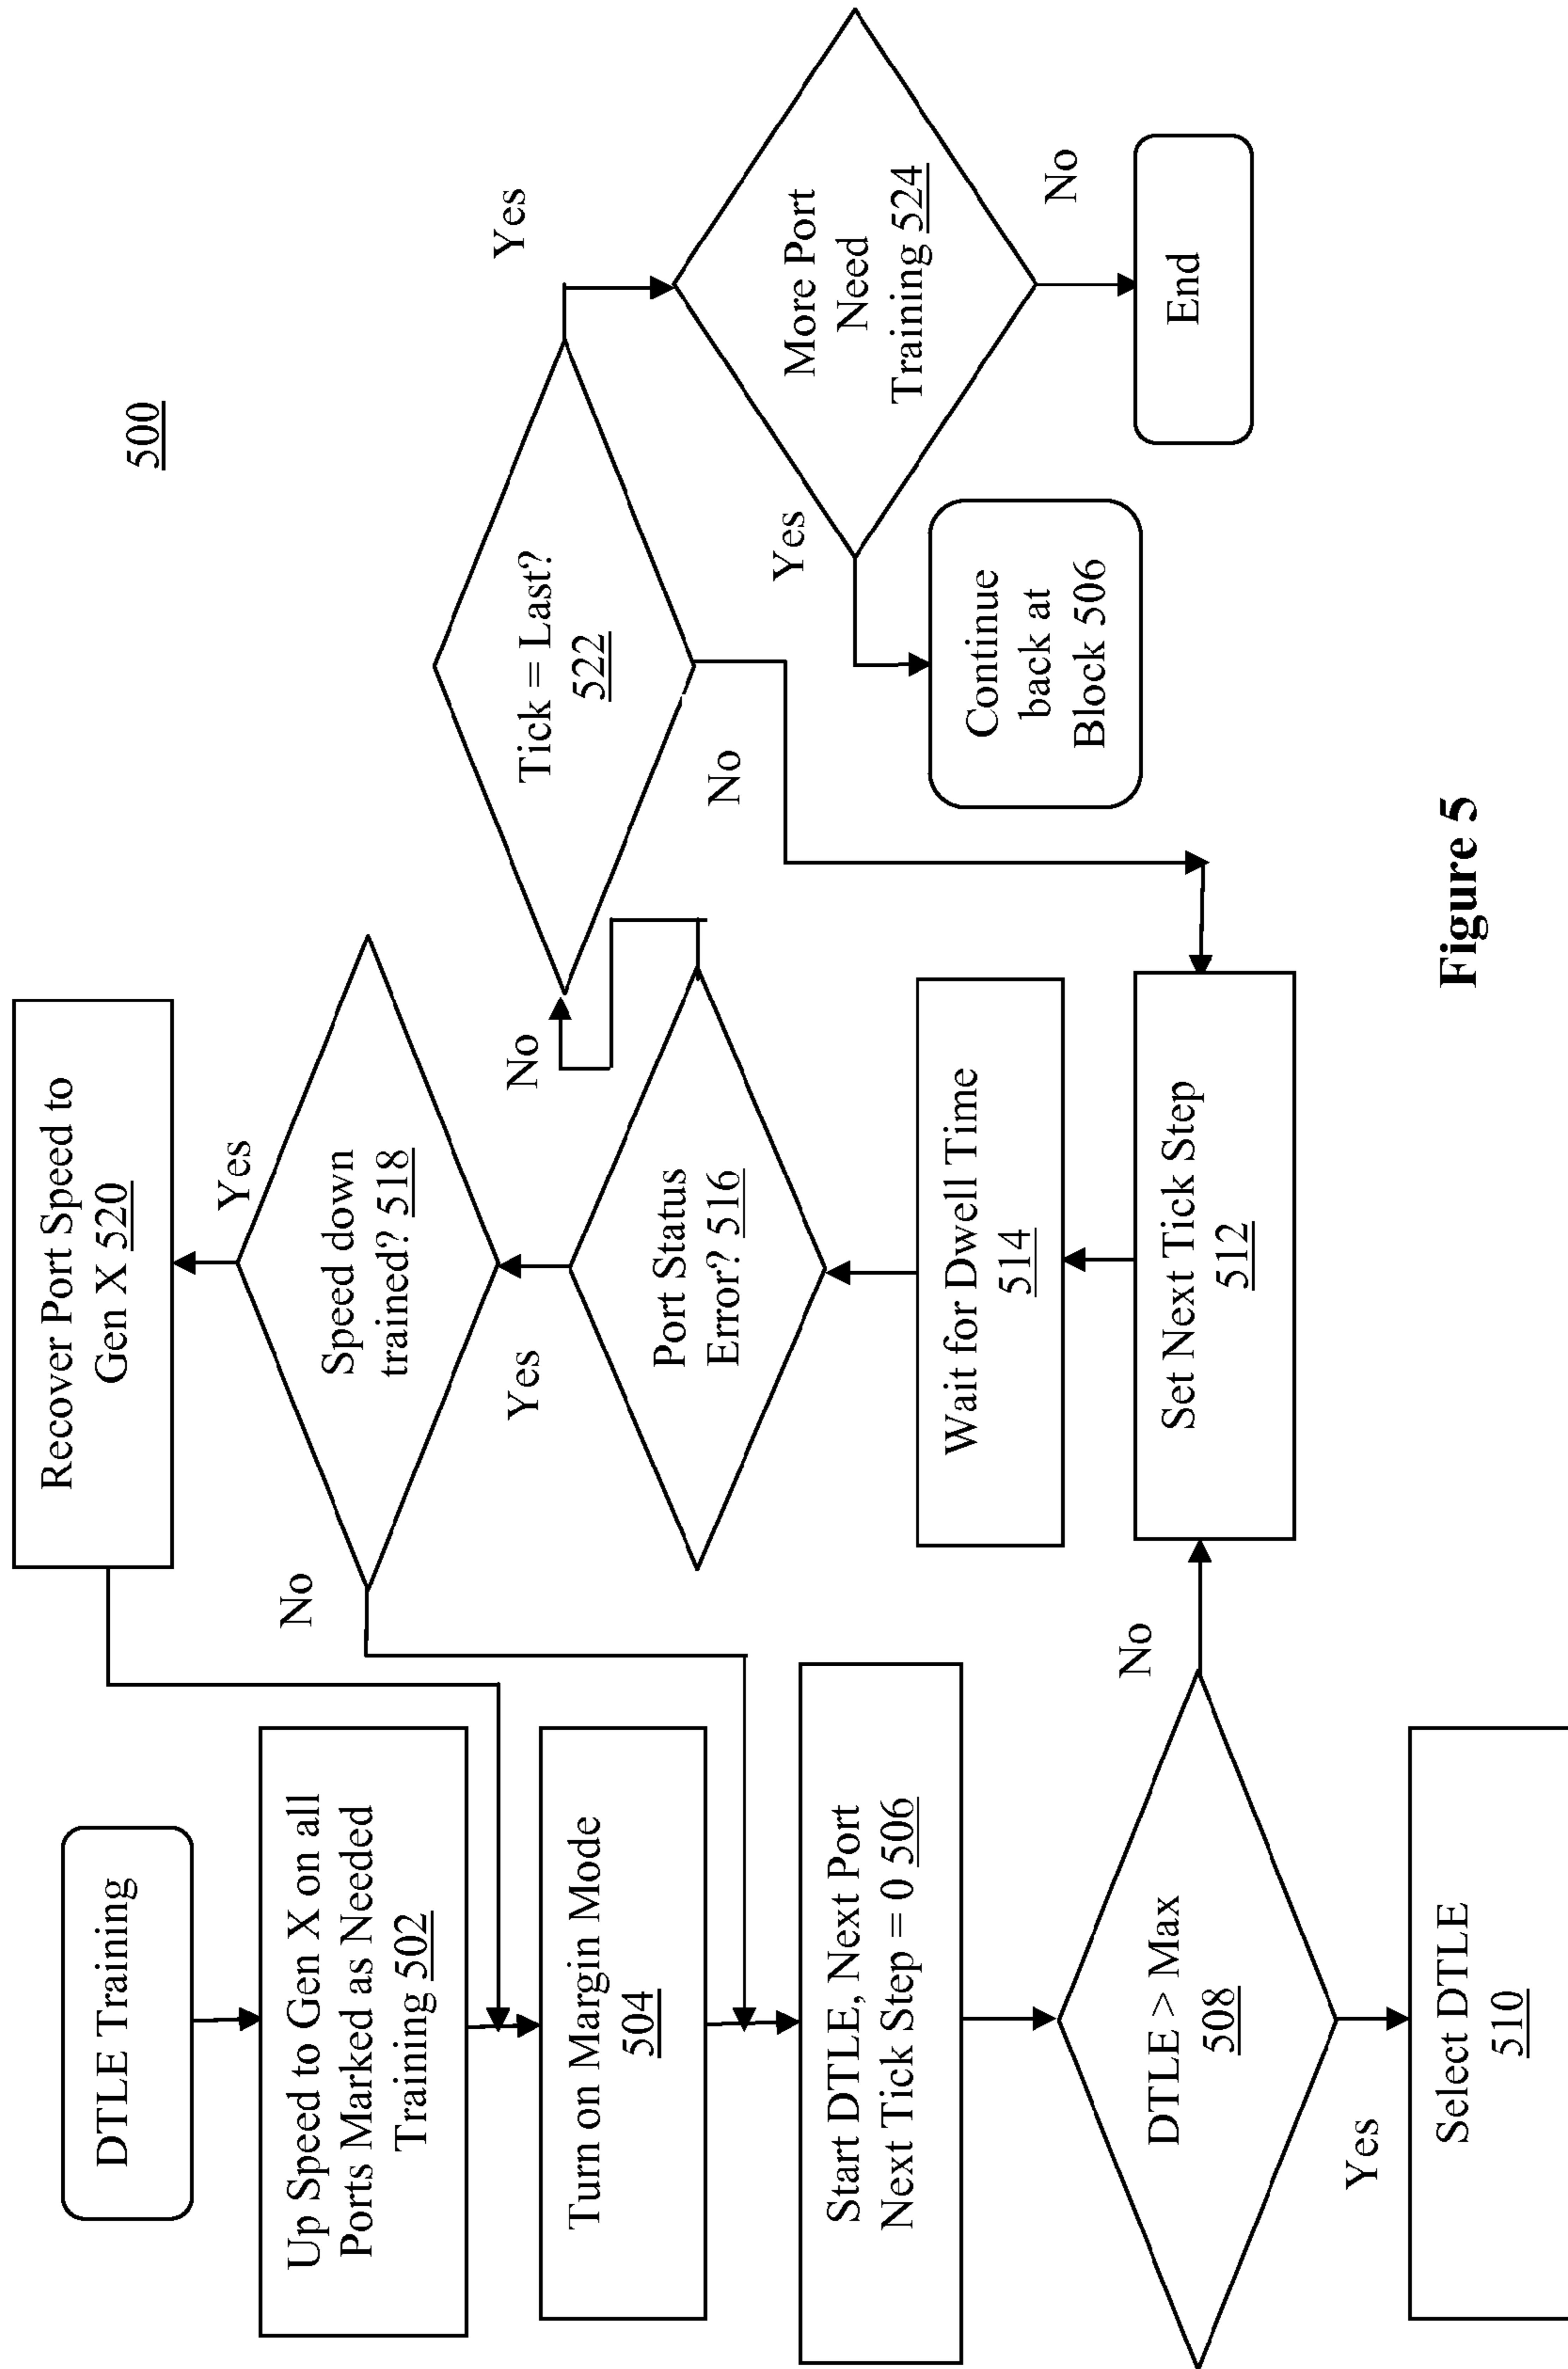 500
DTLE Training
Up Speed to Gen X on all
Ports Marked as Needed
Training 502
Turn on Margin Mode
504
Start DTLE, Next Port
Next Tick Step = 0 506
DTLE > Max
508
Yes
Select DTLE
510
No
Set Next Tick Step
512
Wait for Dwell Time
514
Port Status
Error? 516
Yes
No
Speed down
trained? 518
No
Yes
Recover Port Speed to
Gen X 520
Tick = Last?
522
No
Yes
More Port
Need
Training 524
Yes
Continue
back at
Block 506
No
End
Figure 5